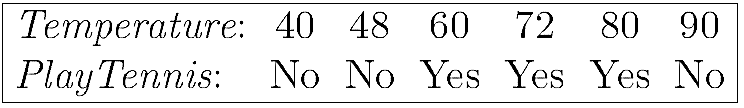 Temperature: 40 48 60 72 80 90
PlayTennis: No No Yes Yes Yes No